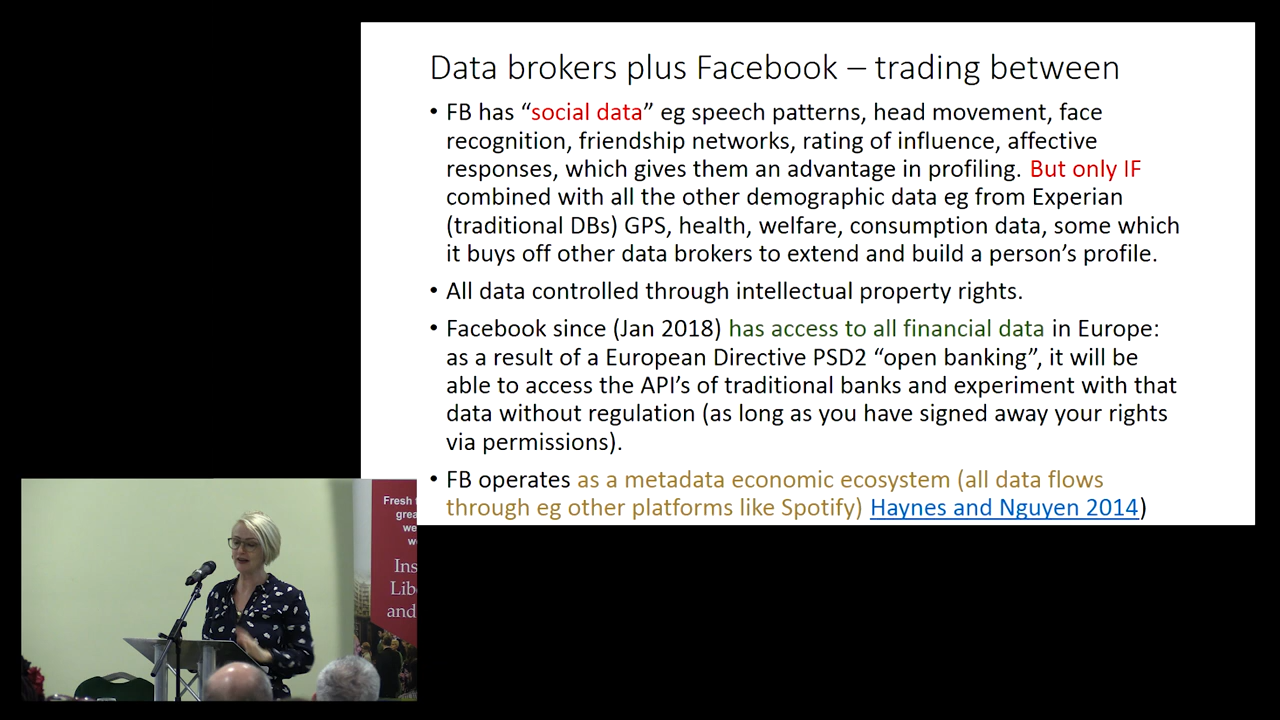 Data brokers plus Facebook – trading between
• FB has “social data” eg speech patterns, head movement, face
recognition, friendship networks, rating of influence, affective
responses, which gives them an advantage in profiling. But only IF
combined with all the other demographic data eg from Experian
(traditional DBs) GPS, health, welfare, consumption data, some which
it buys off other data brokers to extend and build a person’s profile.
• All data controlled through intellectual property rights.
• Facebook since (Jan 2018) has access to all financial data in Europe:
as a result of a European Directive PSD2 “open banking”, it will be
able to access the API’s of traditional banks and experiment with that
data without regulation (as long as you have signed away your rights
via permissions).
• FB operates as a metadata economic ecosystem (all data flows
through eg other platforms like Spotify) Haynes and Nguyen 2014)
Fresh
grea
we
w
Ins
Lib
and